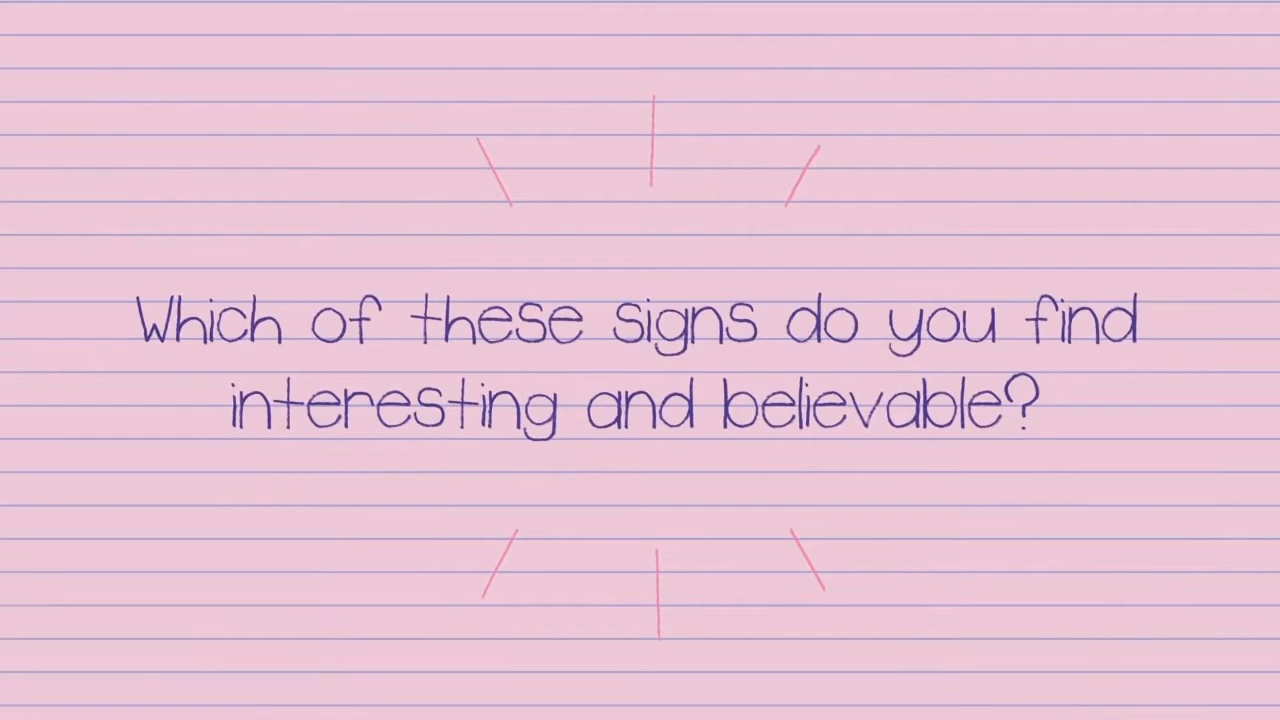 Which of these signs do you find
interesting and believable?